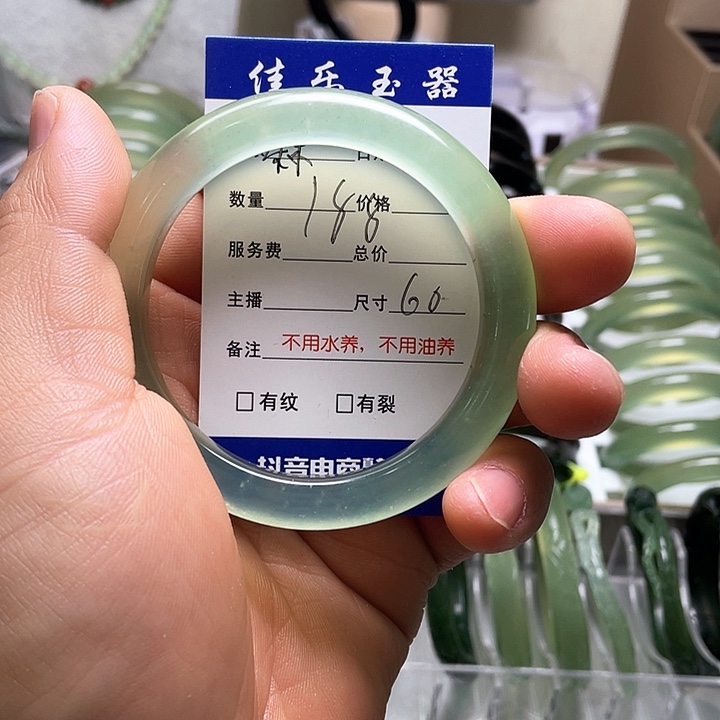 佳乐玉器
数量 188 价格
服务费 总价
主播 尺寸 60
备注 不用水养，不用油养
□有纹 □有裂
抖音电商